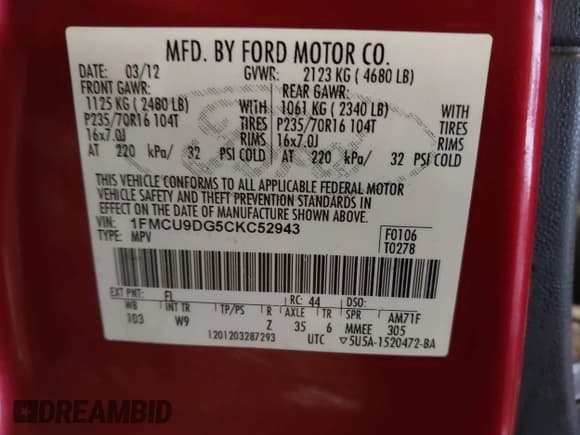 MFD. BY FORD MOTOR CO.
DATE: 03/12 GVWR: 2123 KG ( 4680 LB)
FRONT GAWR: REAR GAWR:
1125 KG ( 2480 LB) WITH 1061 KG ( 2340 LB) WITH
P235/70R16 104T TIRES P235/70R16 104T TIRES
16x7.0J RIMS 16x7.0J RIMS
AT 220 kPa/ 32 PSI COLD AT 220 kPa/ 32 PSI COLD
THIS VEHICLE CONFORMS TO ALL APPLICABLE FEDERAL MOTOR
VEHICLE SAFETY AND THEFT PREVENTION STANDARDS IN
EFFECT ON THE DATE OF MANUFACTURE SHOWN ABOVE.
VIN: 1FMCU9DG5CKC52943 F0106
TYPE: MPV T0278
EXT PNT: FL RC: 44 DSO:
WB INT TR TP/PS R AXLE TR SPR AM71F
103 W9 Z 35 6 MMEE 305
1201203287293 UTC ▽5U5A-1520472-BA
DREAMBID